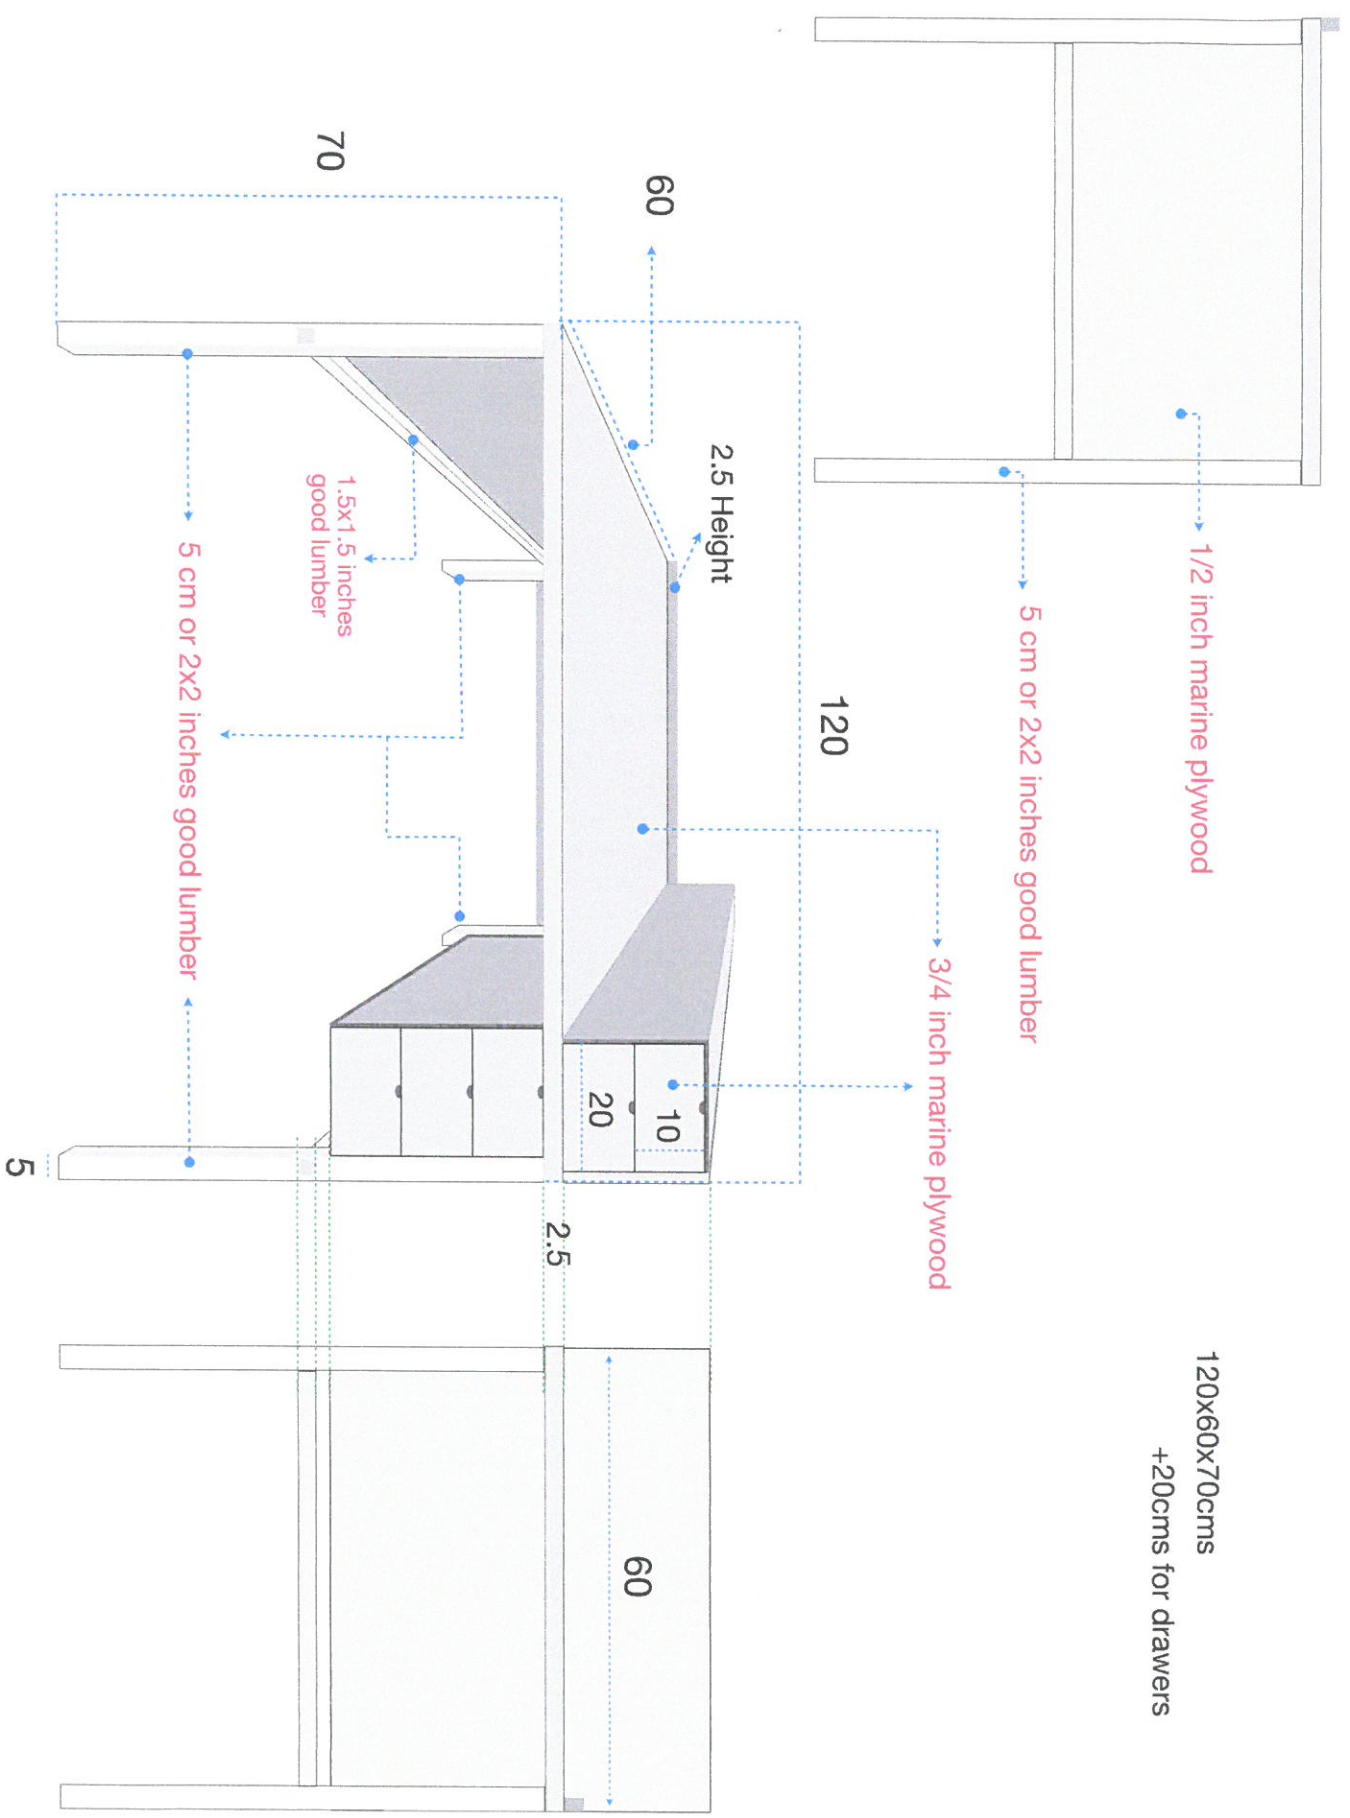 120x60x70cms
+20cms for drawers
1/2 inch marine plywood
5 cm or 2x2 inches good lumber
3/4 inch marine plywood
120
2.5 Height
60
10
20
70
2.5
60
1.5x1.5 inches
good lumber
5 cm or 2x2 inches good lumber
5